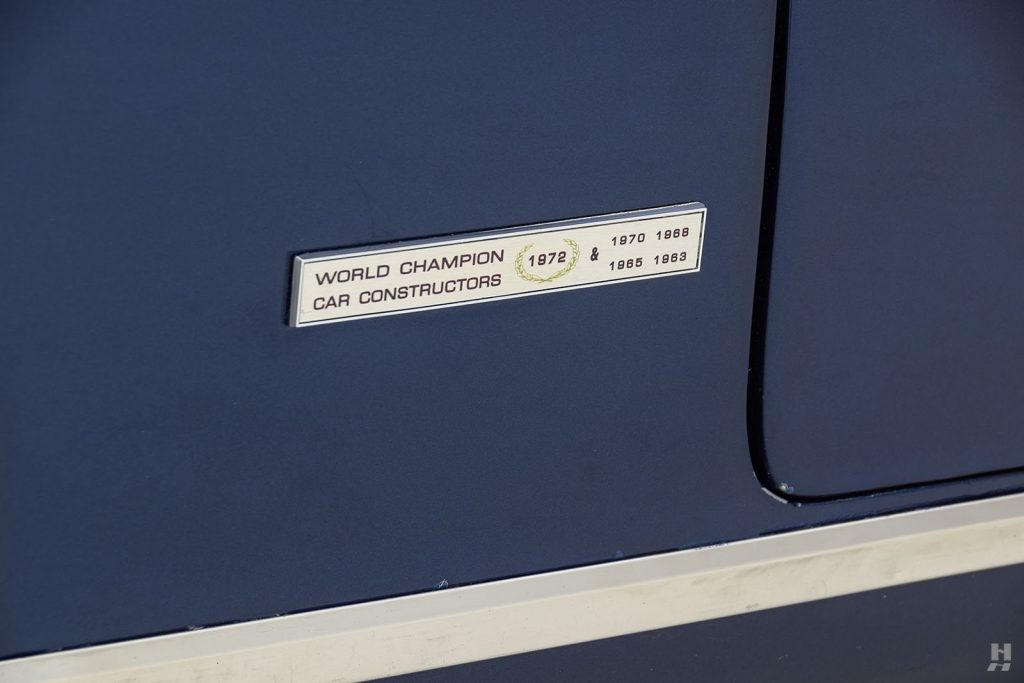 WORLD CHAMPION
CAR CONSTRUCTORS
1972
&
1970 1968
1965 1963
H